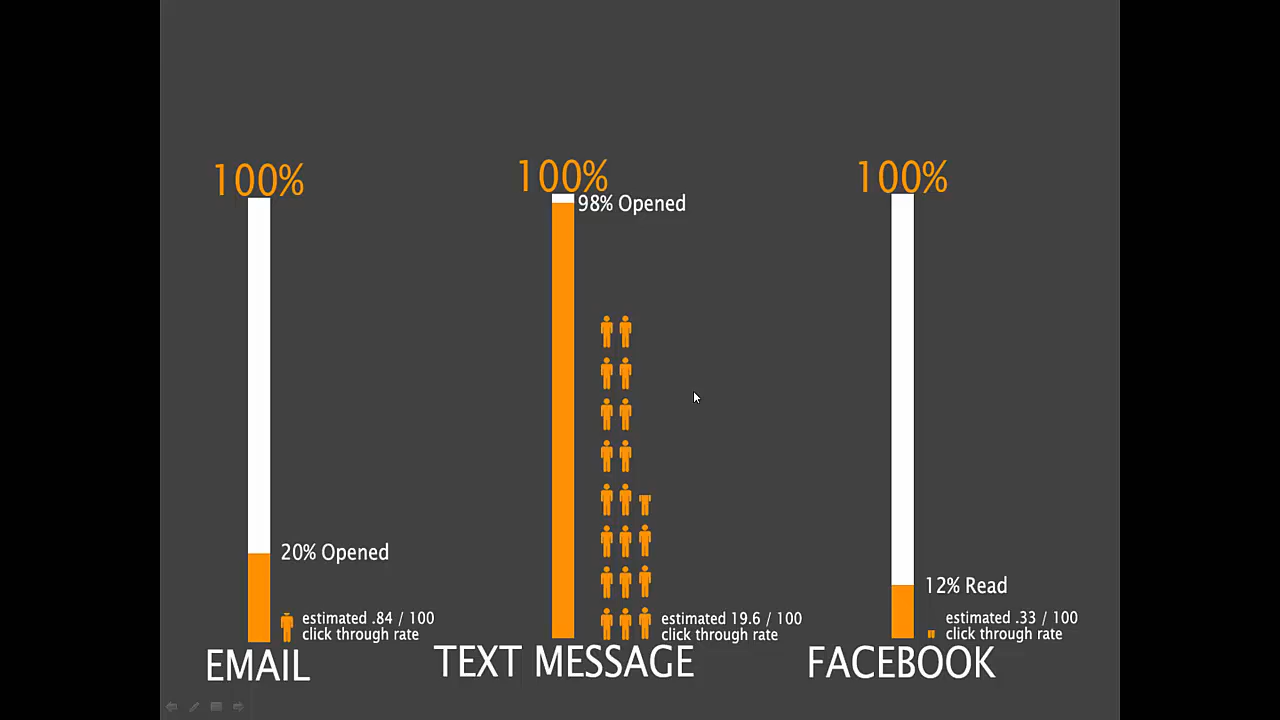 100%
20% Opened
estimated .84 / 100
click through rate
EMAIL
100%
98% Opened
estimated 19.6 / 100
click through rate
TEXT MESSAGE
100%
12% Read
estimated .33 / 100
click through rate
FACEBOOK